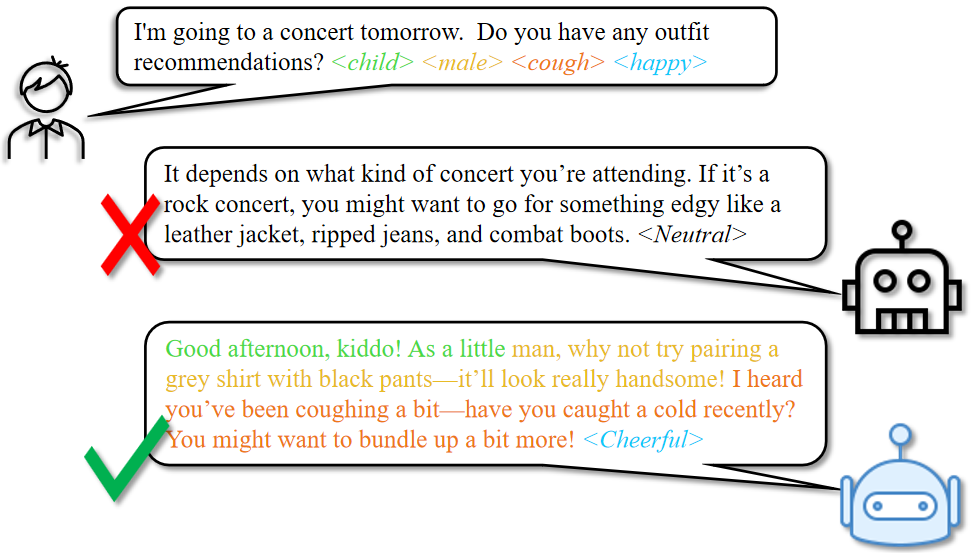 I'm going to a concert tomorrow.  Do you have any outfit
recommendations? <child> <male> <cough> <happy>
It depends on what kind of concert you’re attending. If it’s a
rock concert, you might want to go for something edgy like a
leather jacket, ripped jeans, and combat boots. <Neutral>
Good afternoon, kiddo! As a little man, why not try pairing a
grey shirt with black pants—it’ll look really handsome! I heard
you’ve been coughing a bit—have you caught a cold recently?
You might want to bundle up a bit more! <Cheerful>